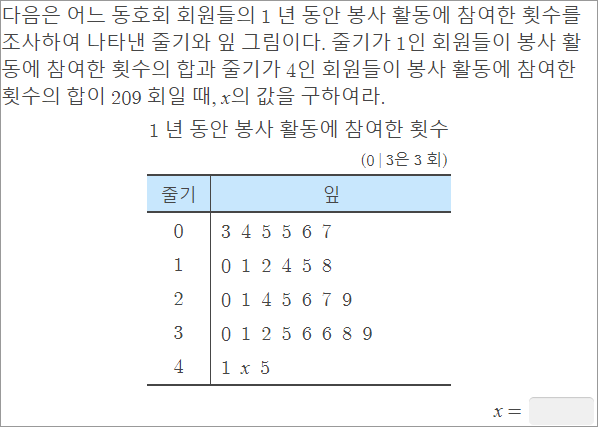 다음은 어느 동호회 회원들의 1 년 동안 봉사 활동에 참여한 횟수를
조사하여 나타낸 줄기와 잎 그림이다. 줄기가 1인 회원들이 봉사 활
동에 참여한 횟수의 합과 줄기가 4인 회원들이 봉사 활동에 참여한
횟수의 합이 209 회일 때, x의 값을 구하여라.
1 년 동안 봉사 활동에 참여한 횟수
(0 | 3은 3 회)
줄기 잎
0 3 4 5 5 6 7
1 0 1 2 4 5 8
2 0 1 4 5 6 7 9
3 0 1 2 5 6 6 8 9
4 1 x 5
x =